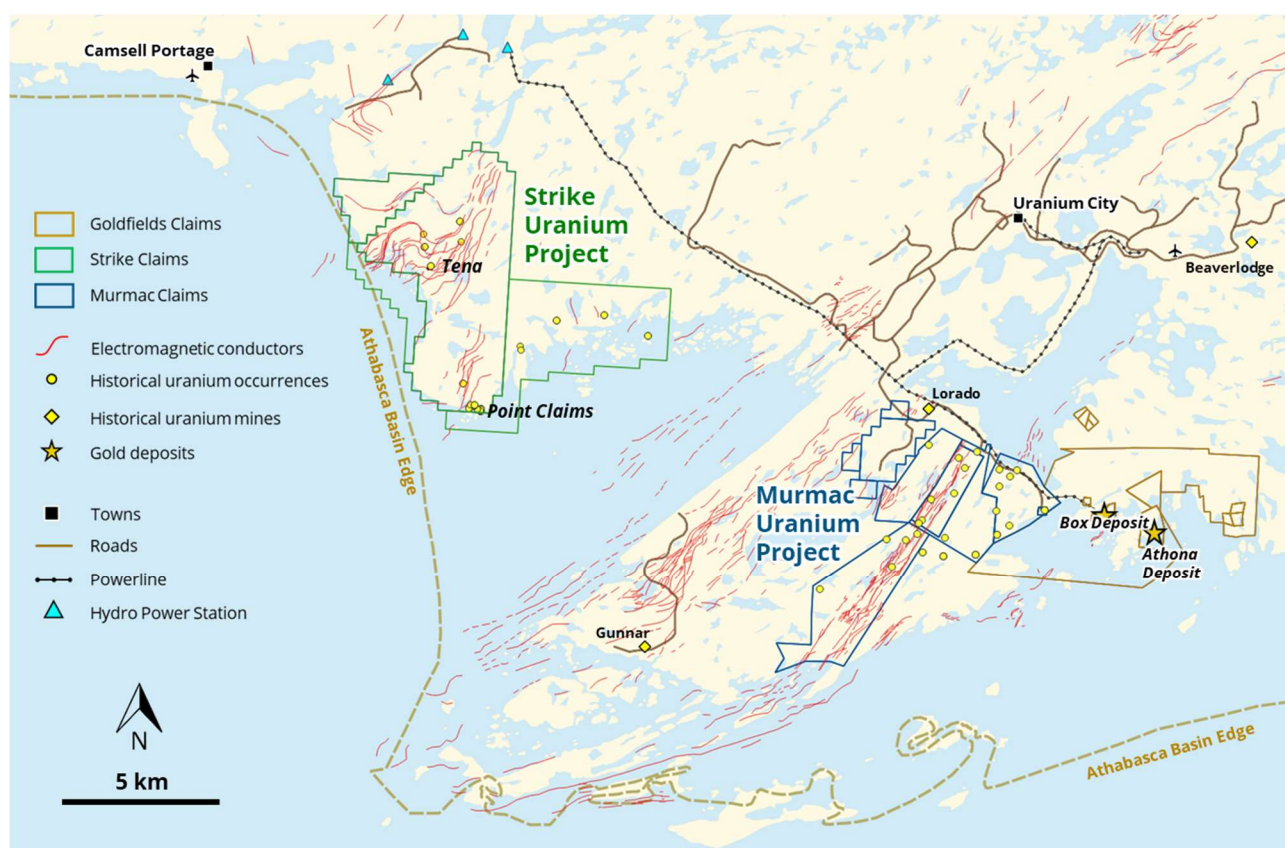 Camsell Portage
Strike
Uranium
Project
Uranium City
Beaverlodge
Goldfields Claims
Strike Claims
Murmac Claims
Electromagnetic conductors
Historical uranium occurrences
Historical uranium mines
Gold deposits
Towns
Roads
Powerline
Hydro Power Station
Tena
Athabasca Basin Edge
Point Claims
Lorado
Murmac
Uranium
Project
Box Deposit
Athona
Deposit
Gunnar
N
5 km
Athabasca Basin Edge